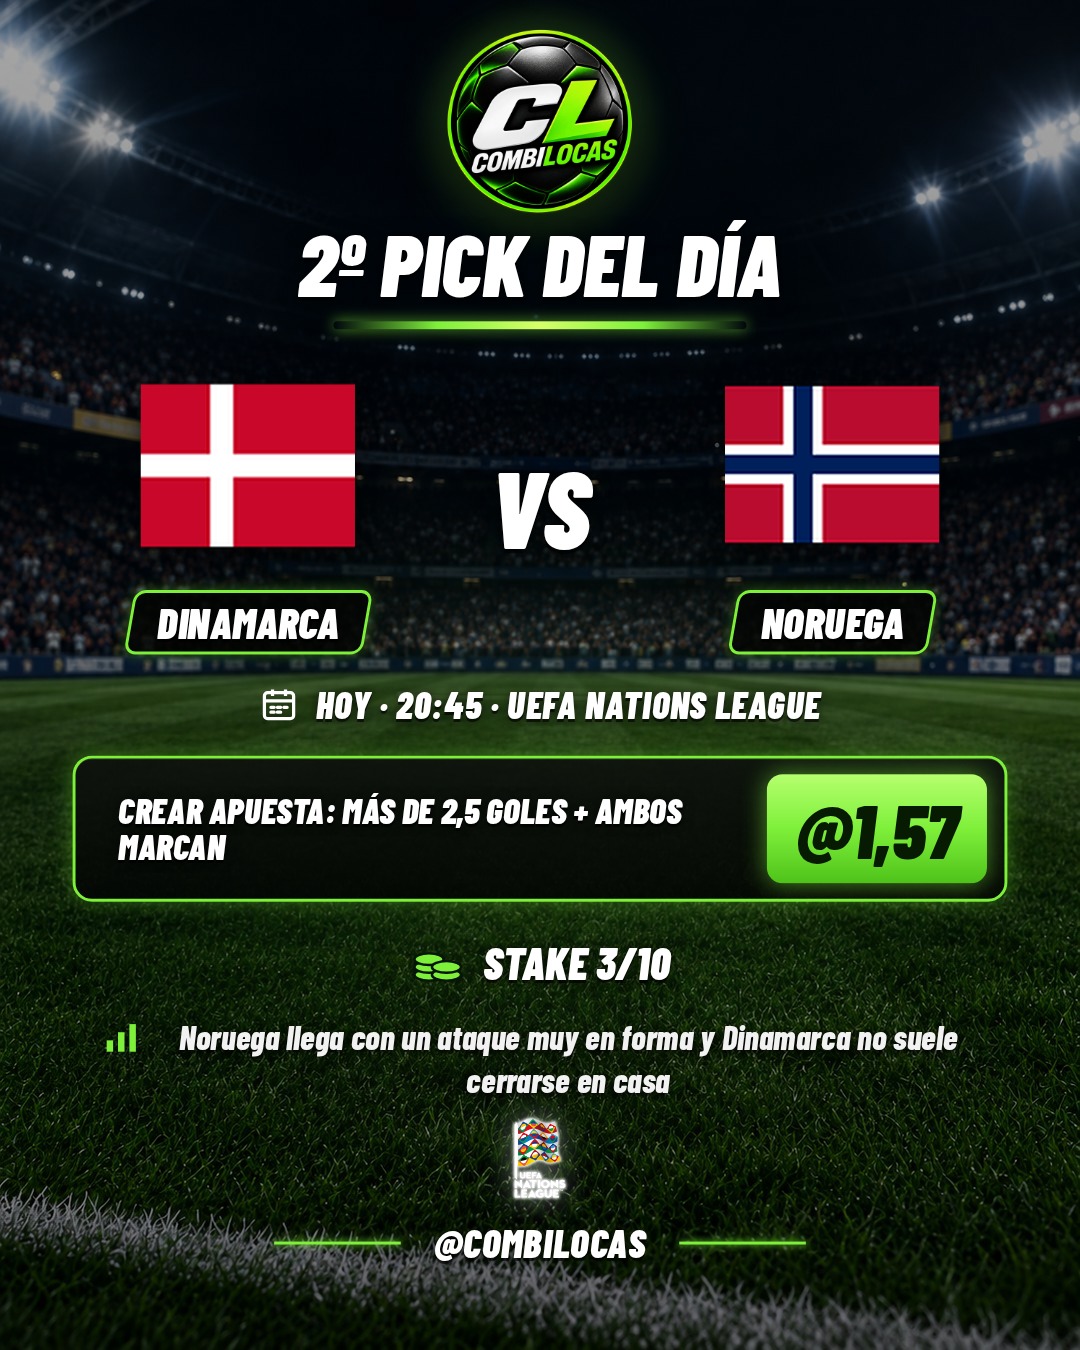 CL
COMBILOCAS
2º PICK DEL DÍA
VS
DINAMARCA
NORUEGA
HOY · 20:45 · UEFA NATIONS LEAGUE
CREAR APUESTA: MÁS DE 2,5 GOLES + AMBOS
MARCAN
@1,57
STAKE 3/10
Noruega llega con un ataque muy en forma y Dinamarca no suele
cerrarse en casa
UEFA
NATIONS
LEAGUE
@COMBILOCAS